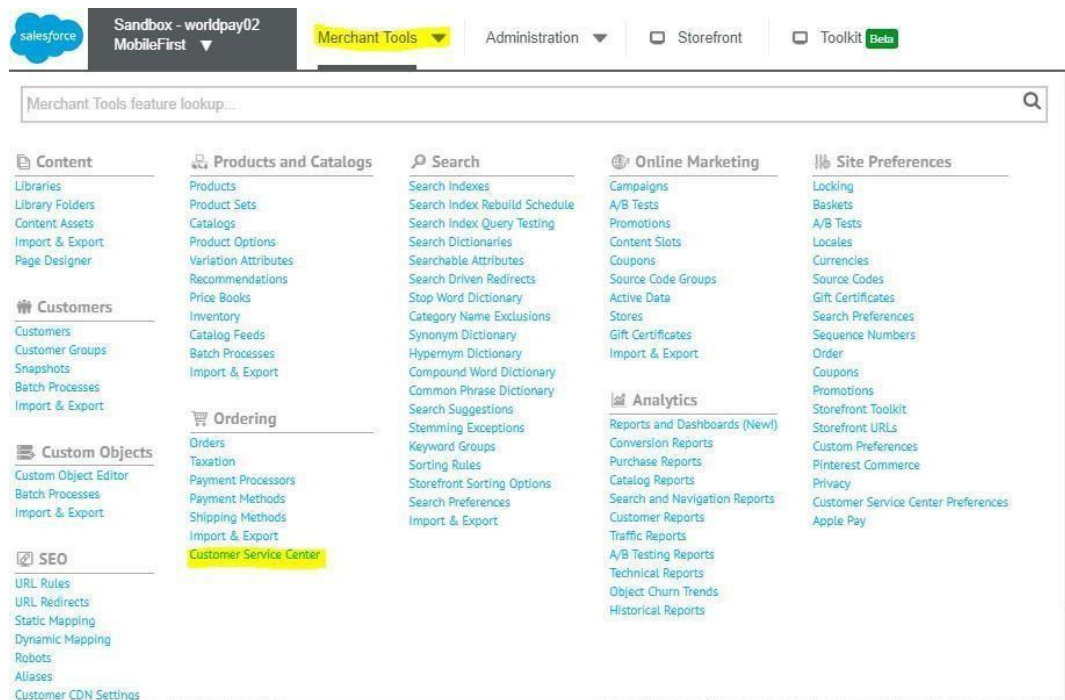 salesforce
Sandbox - worldpay02
MobileFirst
Merchant Tools
Administration
Storefront
Toolkit Beta
Merchant Tools feature lookup...
Content
Libraries
Library Folders
Content Assets
Import & Export
Page Designer
Customers
Customers
Customer Groups
Snapshots
Batch Processes
Import & Export
Custom Objects
Custom Object Editor
Batch Processes
Import & Export
SEO
URL Rules
URL Redirects
Static Mapping
Dynamic Mapping
Robots
Aliases
Customer CDN Settings
Products and Catalogs
Products
Product Sets
Catalogs
Product Options
Variation Attributes
Recommendations
Price Books
Inventory
Catalog Feeds
Batch Processes
Import & Export
Ordering
Orders
Taxation
Payment Processors
Payment Methods
Shipping Methods
Import & Export
Customer Service Center
Search
Search Indexes
Search Index Rebuild Schedule
Search Index Query Testing
Search Dictionaries
Searchable Attributes
Search Driven Redirects
Stop Word Dictionary
Category Name Exclusions
Synonym Dictionary
Hypernym Dictionary
Compound Word Dictionary
Common Phrase Dictionary
Search Suggestions
Stemming Exceptions
Keyword Groups
Sorting Rules
Storefront Sorting Options
Search Preferences
Import & Export
Online Marketing
Campaigns
A/B Tests
Promotions
Content Slots
Coupons
Source Code Groups
Active Data
Stores
Gift Certificates
Import & Export
Analytics
Reports and Dashboards (New!)
Conversion Reports
Purchase Reports
Catalog Reports
Search and Navigation Reports
Customer Reports
Traffic Reports
A/B Testing Reports
Technical Reports
Object Churn Trends
Historical Reports
Site Preferences
Locking
Baskets
A/B Tests
Locales
Currencies
Source Codes
Gift Certificates
Search Preferences
Sequence Numbers
Order
Coupons
Promotions
Storefront Toolkit
Storefront URLs
Custom Preferences
Pinterest Commerce
Privacy
Customer Service Center Preferences
Apple Pay